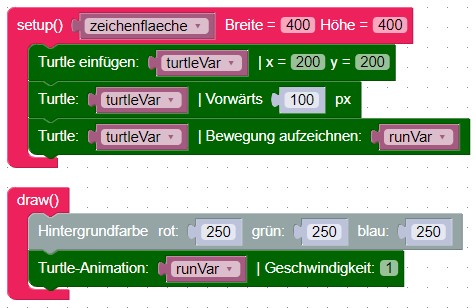 setup() zeichenflaeche Breite = 400 Höhe = 400
Turtle einfügen: turtleVar | x = 200 y = 200
Turtle: turtleVar | Vorwärts 100 px
Turtle: turtleVar | Bewegung aufzeichnen: runVar
draw()
Hintergrundfarbe rot: 250 grün: 250 blau: 250
Turtle-Animation: runVar | Geschwindigkeit: 1